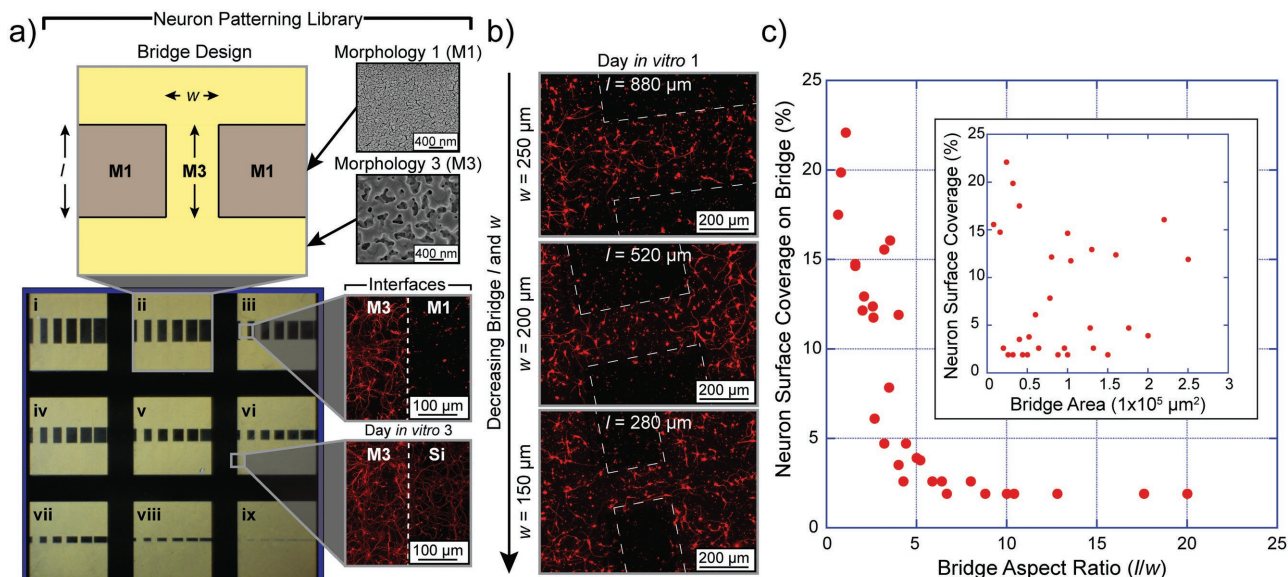 a)
Neuron Patterning Library
Bridge Design
w
l
M1
M3
M1
Morphology 1 (M1)
400 nm
Morphology 3 (M3)
400 nm
i
ii
iii
iv
v
vi
vii
viii
ix
Interfaces
M3
M1
100 µm
Day in vitro 3
M3
Si
100 µm
b)
Day in vitro 1
Decreasing Bridge l and w
w = 250 µm
l = 880 µm
200 µm
w = 200 µm
l = 520 µm
200 µm
w = 150 µm
l = 280 µm
200 µm
c)
Neuron Surface Coverage on Bridge (%)
25
20
15
10
5
0
0
5
10
15
20
25
Bridge Aspect Ratio (l/w)
Neuron Surface Coverage (%)
25
20
15
10
5
0
0
0.5
1
1.5
2
2.5
3
Bridge Area (1x10⁵ µm²)